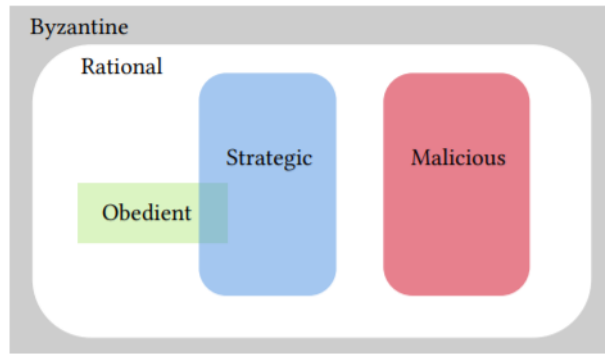 Byzantine
Rational
Strategic
Malicious
Obedient